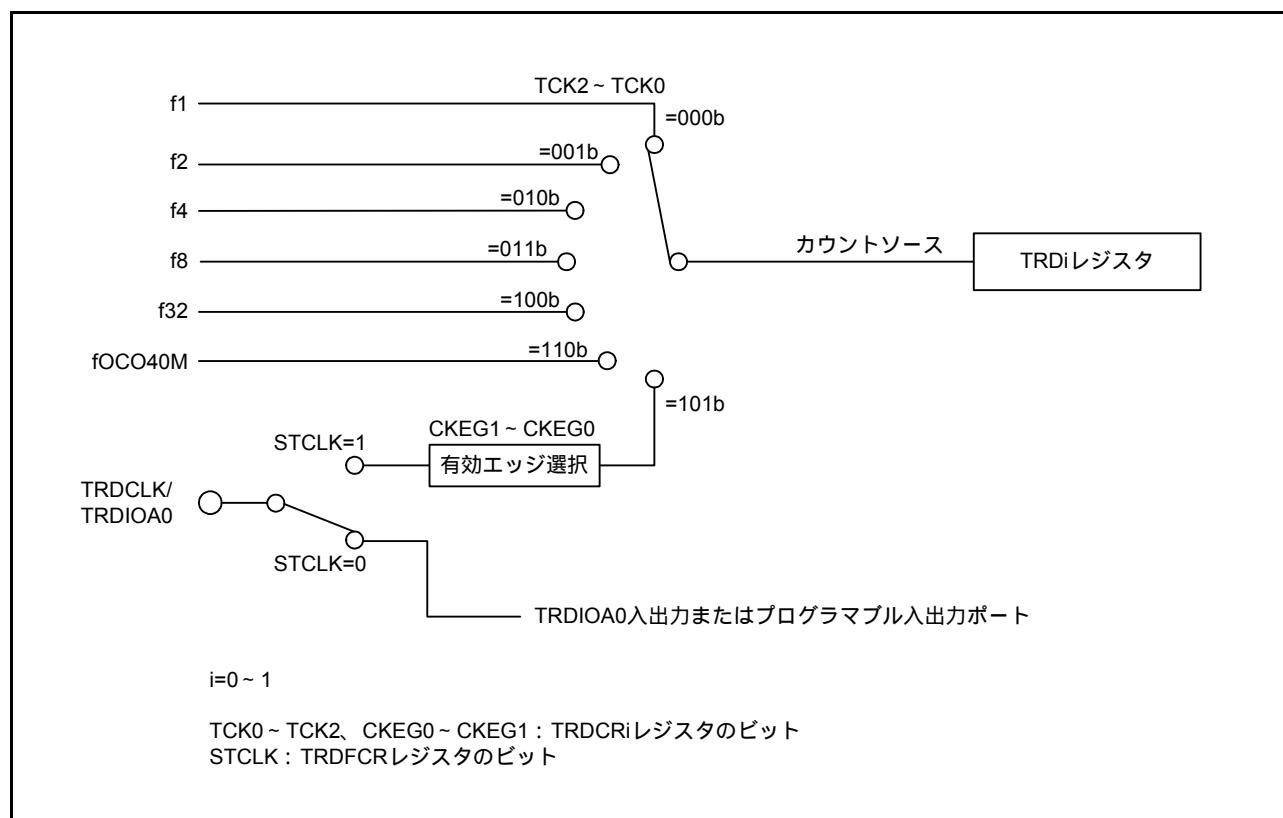 TCK2 ~ TCK0
f1
=000b
f2
=001b
f4
=010b
カウントソース
TRDiレジスタ
f8
=011b
f32
=100b
fOCO40M
=110b
=101b
CKEG1 ~ CKEG0
STCLK=1
有効エッジ選択
TRDCLK/
TRDIOA0
STCLK=0
TRDIOA0入出力またはプログラマブル入出力ポート
i=0 ~ 1
TCK0 ~ TCK2、CKEG0 ~ CKEG1 : TRDCRiレジスタのビット
STCLK : TRDFCRレジスタのビット